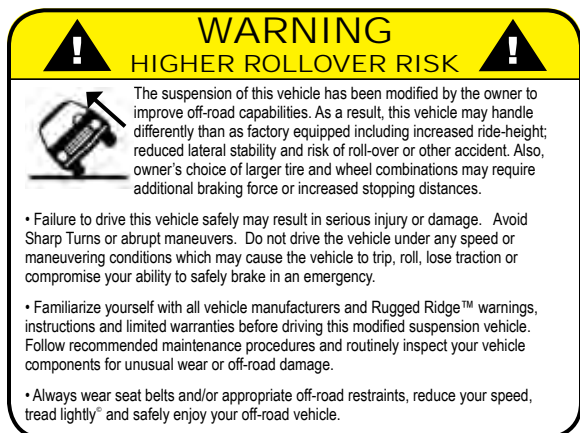 WARNING
HIGHER ROLLOVER RISK
The suspension of this vehicle has been modified by the owner to
improve off-road capabilities. As a result, this vehicle may handle
differently than as factory equipped including increased ride-height;
reduced lateral stability and risk of roll-over or other accident. Also,
owner's choice of larger tire and wheel combinations may require
additional braking force or increased stopping distances.
• Failure to drive this vehicle safely may result in serious injury or damage. Avoid
Sharp Turns or abrupt maneuvers. Do not drive the vehicle under any speed or
maneuvering conditions which may cause the vehicle to trip, roll, lose traction or
compromise your ability to safely brake in an emergency.
• Familiarize yourself with all vehicle manufacturers and Rugged Ridge™ warnings,
instructions and limited warranties before driving this modified suspension vehicle.
Follow recommended maintenance procedures and routinely inspect your vehicle
components for unusual wear or off-road damage.
• Always wear seat belts and/or appropriate off-road restraints, reduce your speed,
tread lightly© and safely enjoy your off-road vehicle.